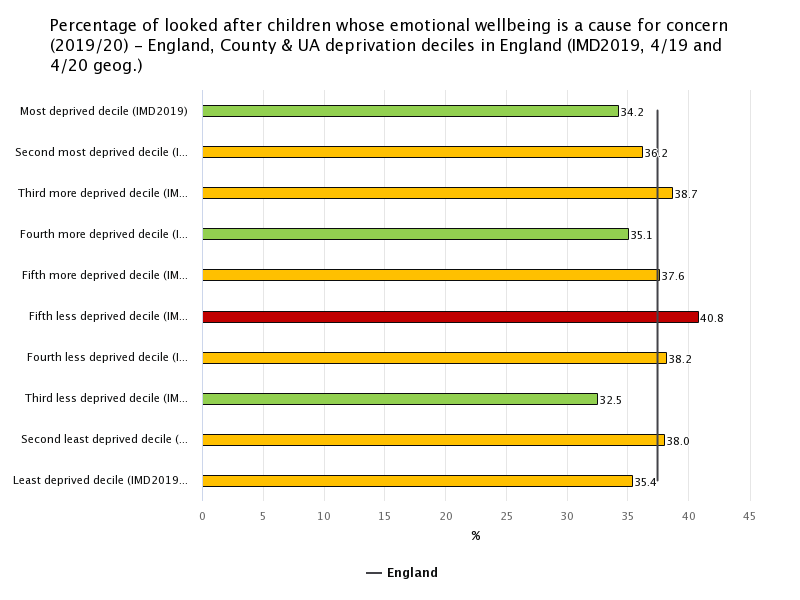 Percentage of looked after children whose emotional wellbeing is a cause for concern
(2019/20) – England, County & UA deprivation deciles in England (IMD2019, 4/19 and
4/20 geog.)
Most deprived decile (IMD2019) 34.2
Second most deprived decile (I... 36.2
Third more deprived decile (IM... 38.7
Fourth more deprived decile (I... 35.1
Fifth more deprived decile (IM... 37.6
Fifth less deprived decile (IM... 40.8
Fourth less deprived decile (I... 38.2
Third less deprived decile (IM... 32.5
Second least deprived decile (... 38.0
Least deprived decile (IMD2019... 35.4
0 5 10 15 20 25 30 35 40 45
%
England